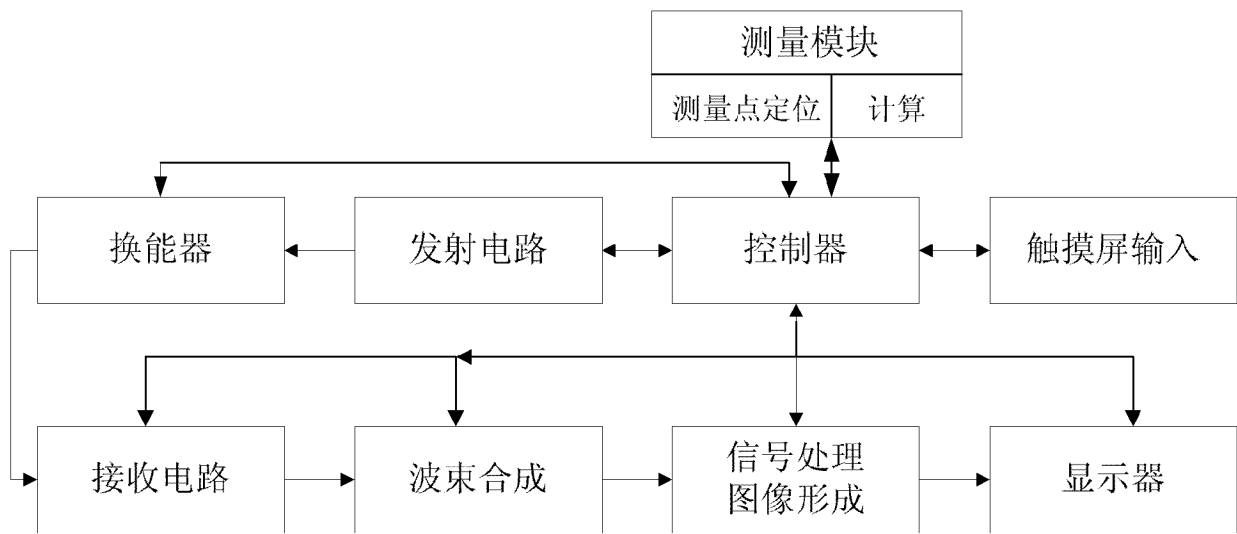 测量模块
测量点定位
计算
换能器
发射电路
控制器
触摸屏输入
接收电路
波束合成
信号处理
图像形成
显示器